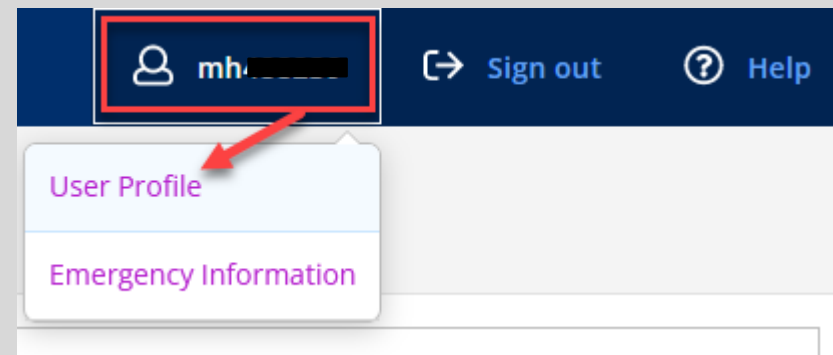 mh
Sign out
Help
User Profile
Emergency Information